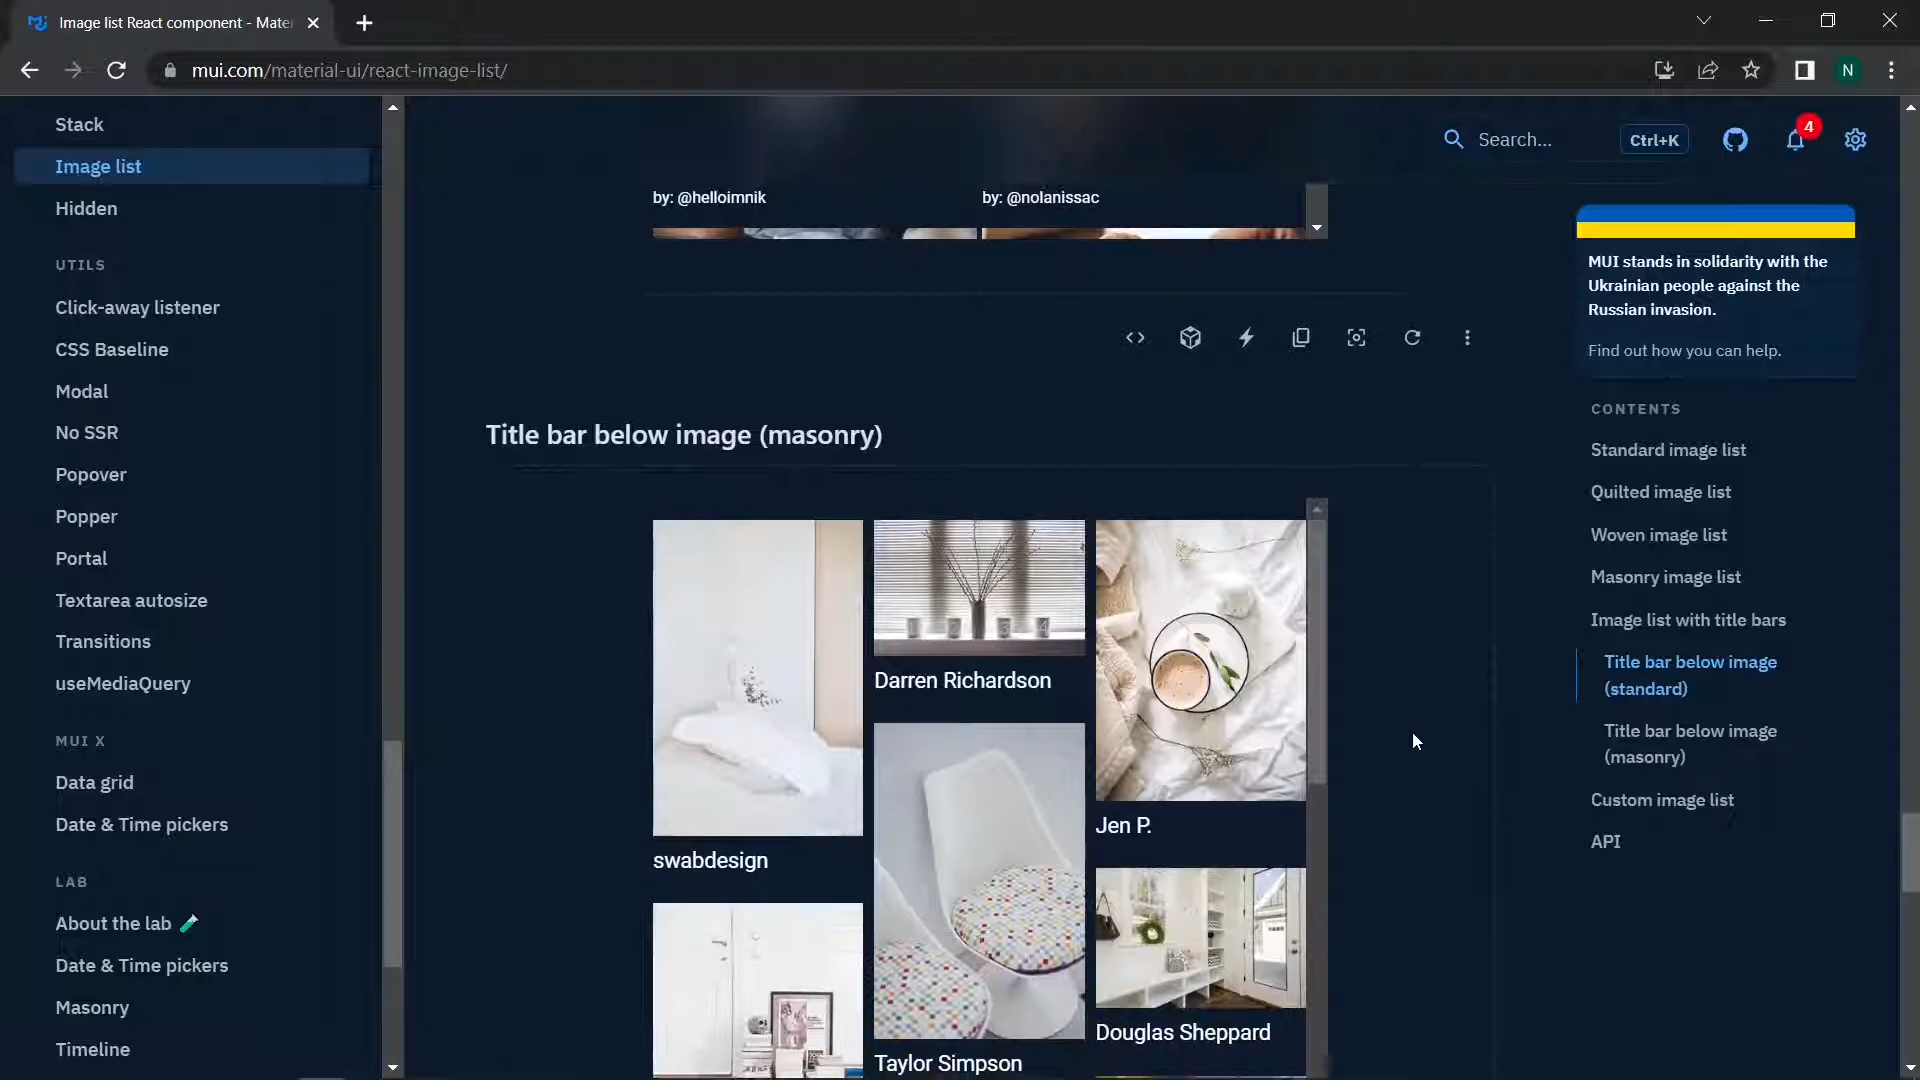 Image list React component - Mate
mui.com/material-ui/react-image-list/
N
Stack
Image list
Hidden
UTILS
Click-away listener
CSS Baseline
Modal
No SSR
Popover
Popper
Portal
Textarea autosize
Transitions
useMediaQuery
MUI X
Data grid
Date & Time pickers
LAB
About the lab
Date & Time pickers
Masonry
Timeline
Search...
Ctrl+K
4
by: @helloimnik
by: @nolanissac
Title bar below image (masonry)
swabdesign
Darren Richardson
Taylor Simpson
Jen P.
Douglas Sheppard
MUI stands in solidarity with the
Ukrainian people against the
Russian invasion.
Find out how you can help.
CONTENTS
Standard image list
Quilted image list
Woven image list
Masonry image list
Image list with title bars
Title bar below image
(standard)
Title bar below image
(masonry)
Custom image list
API